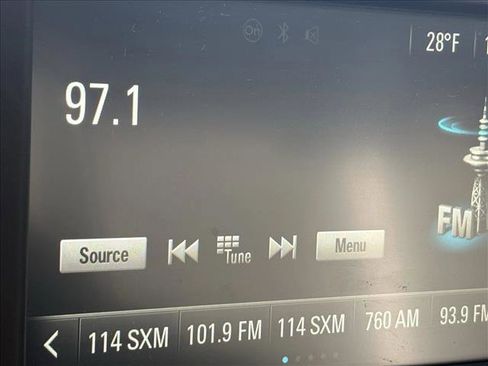 On
28°F
97.1
FM
Source
Tune
Menu
114 SXM 101.9 FM 114 SXM 760 AM 93.9 FM